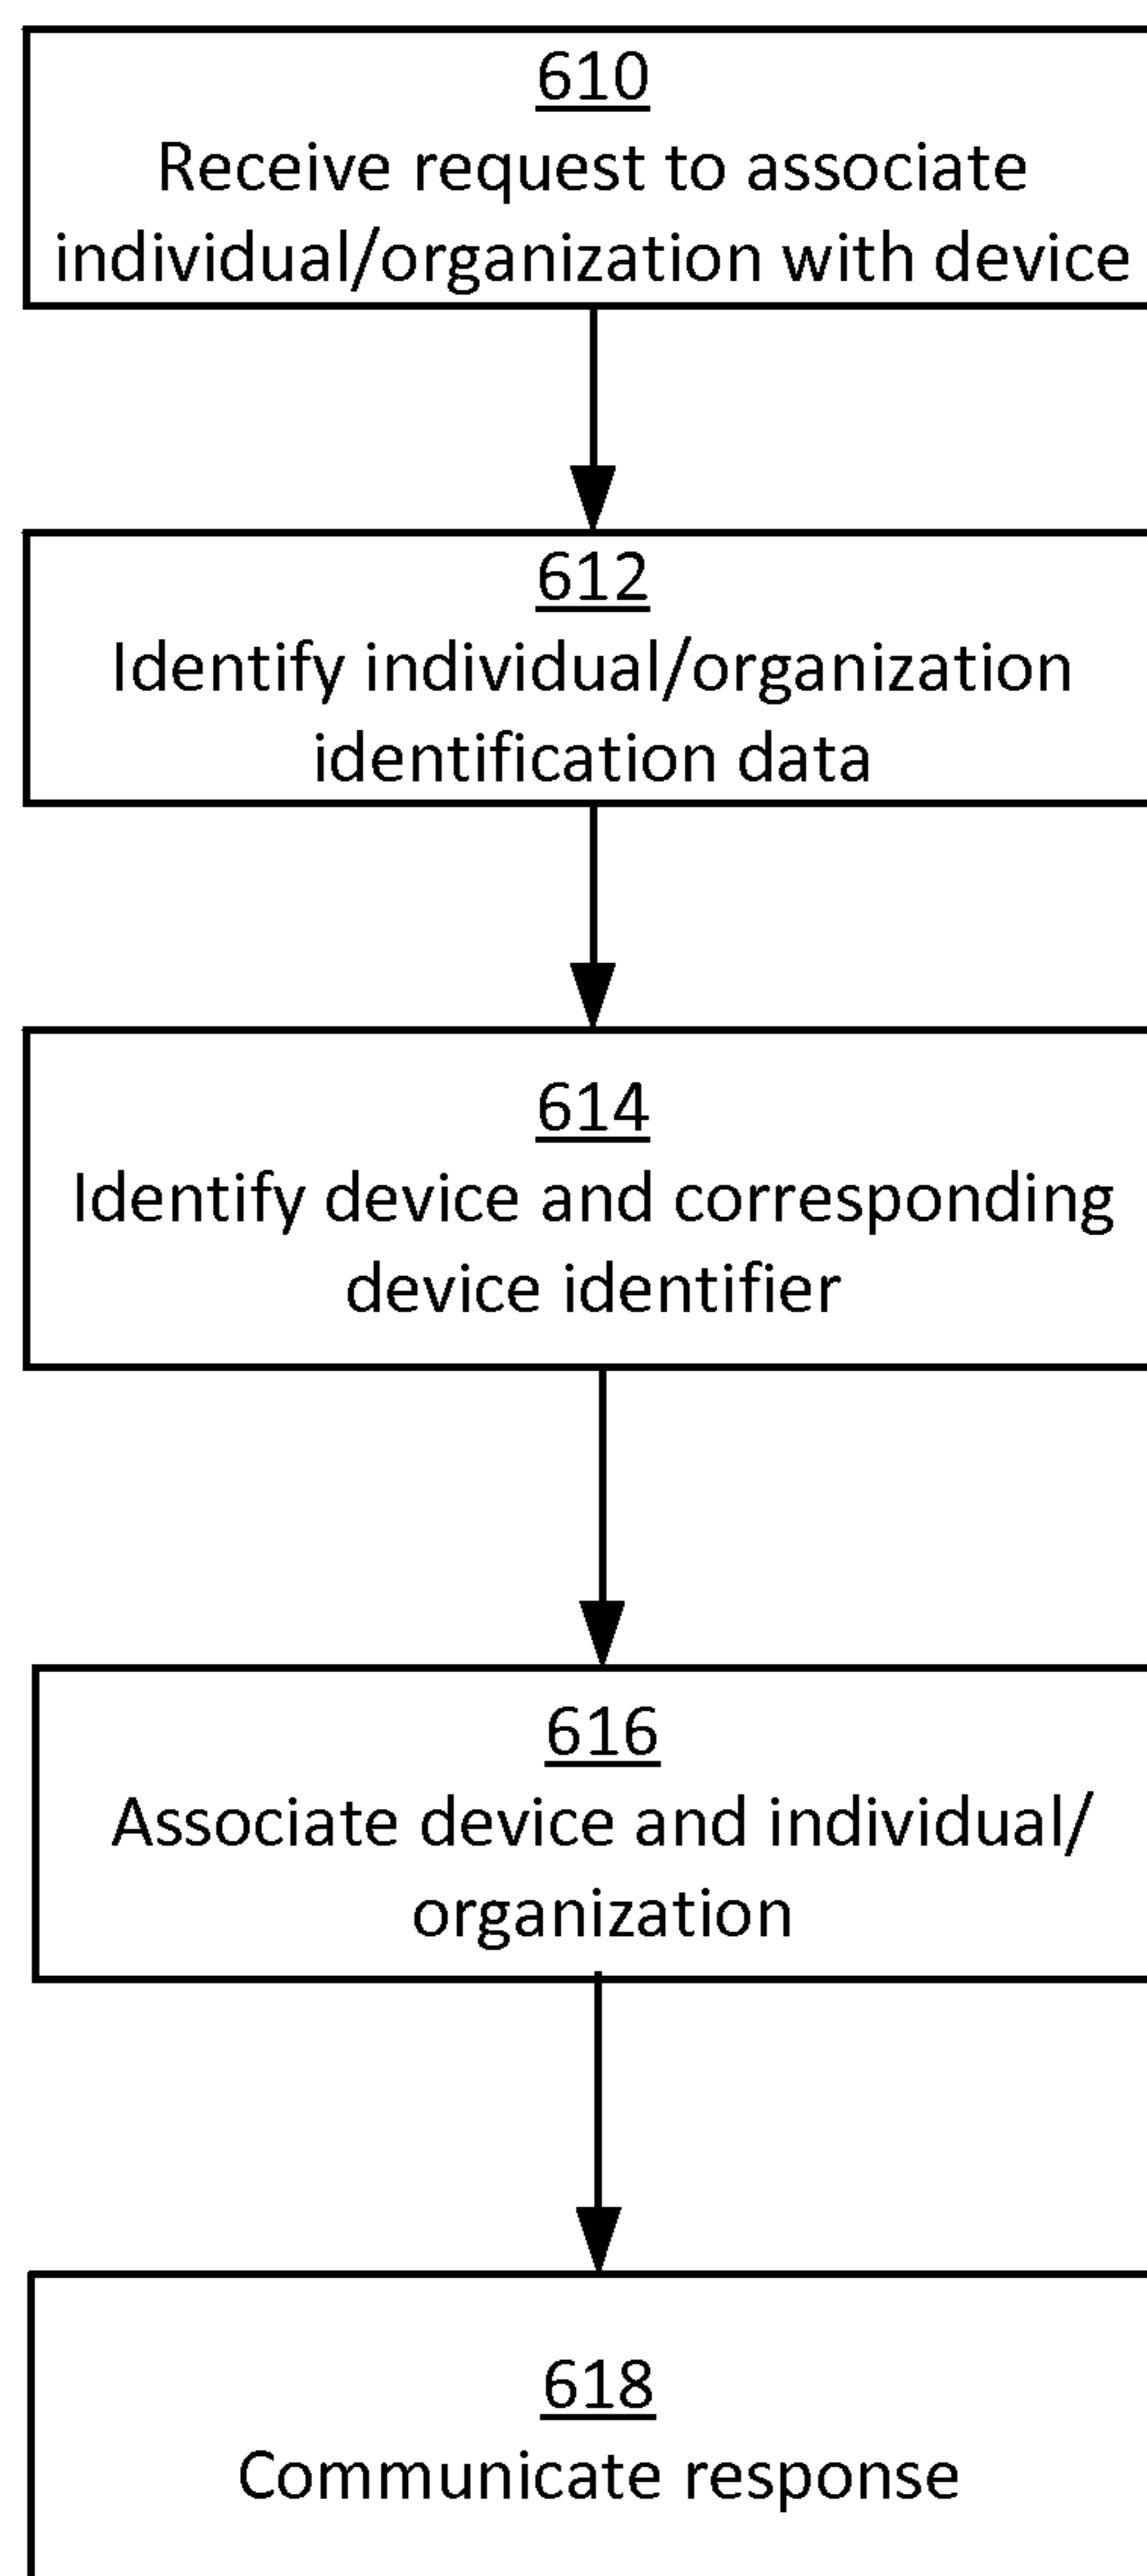 610
Receive request to associate
individual/organization with device
612
Identify individual/organization
identification data
614
Identify device and corresponding
device identifier
616
Associate device and individual/
organization
618
Communicate response